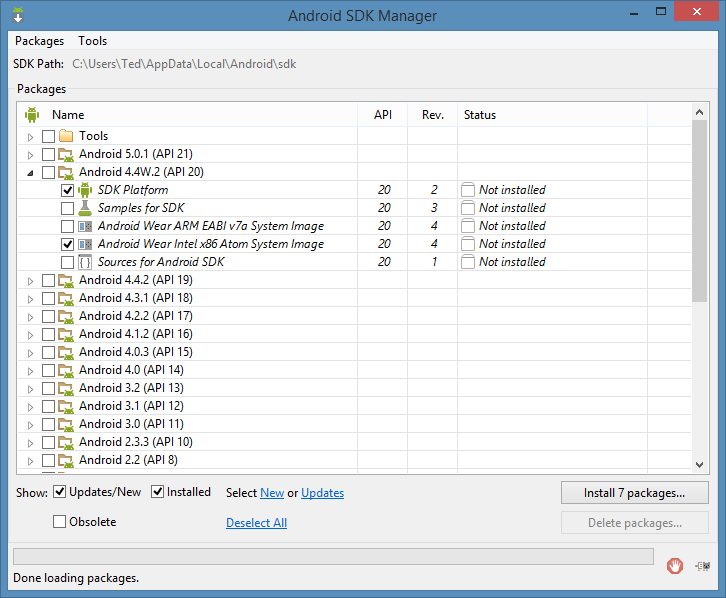 Android SDK Manager
Packages Tools
SDK Path: C:\Users\Ted\AppData\Local\Android\sdk
Packages
Name API Rev. Status
Tools
Android 5.0.1 (API 21)
Android 4.4W.2 (API 20)
SDK Platform 20 2 Not installed
Samples for SDK 20 3 Not installed
Android Wear ARM EABI v7a System Image 20 4 Not installed
Android Wear Intel x86 Atom System Image 20 4 Not installed
Sources for Android SDK 20 1 Not installed
Android 4.4.2 (API 19)
Android 4.3.1 (API 18)
Android 4.2.2 (API 17)
Android 4.1.2 (API 16)
Android 4.0.3 (API 15)
Android 4.0 (API 14)
Android 3.2 (API 13)
Android 3.1 (API 12)
Android 3.0 (API 11)
Android 2.3.3 (API 10)
Android 2.2 (API 8)
Show: Updates/New Installed Select New or Updates Install 7 packages...
Obsolete Deselect All Delete packages...
Done loading packages.